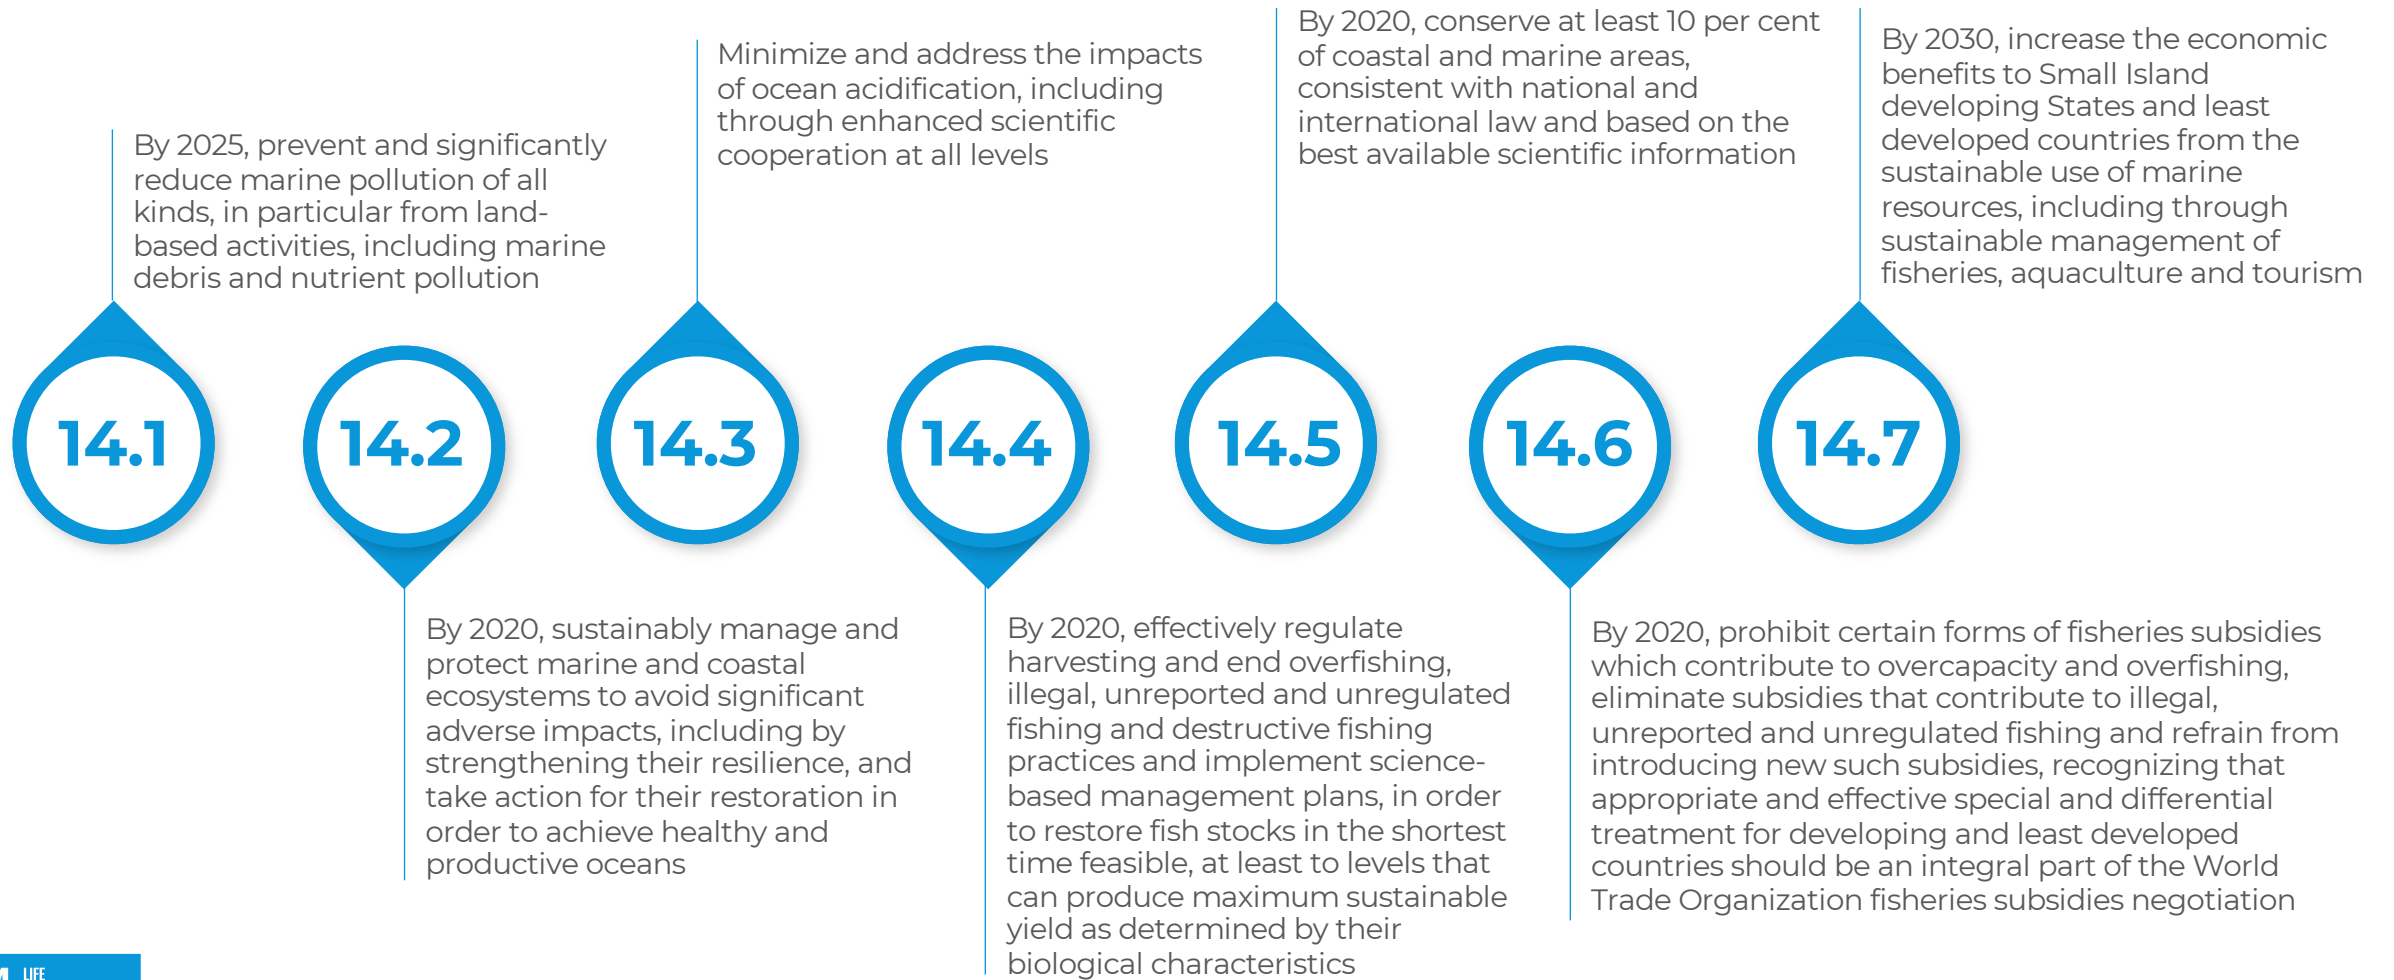 By 2025, prevent and significantly
reduce marine pollution of all
kinds, in particular from land-
based activities, including marine
debris and nutrient pollution
14.1
14.2
By 2020, sustainably manage and
protect marine and coastal
ecosystems to avoid significant
adverse impacts, including by
strengthening their resilience, and
take action for their restoration in
order to achieve healthy and
productive oceans
Minimize and address the impacts
of ocean acidification, including
through enhanced scientific
cooperation at all levels
14.3
14.4
By 2020, effectively regulate
harvesting and end overfishing,
illegal, unreported and unregulated
fishing and destructive fishing
practices and implement science-
based management plans, in order
to restore fish stocks in the shortest
time feasible, at least to levels that
can produce maximum sustainable
yield as determined by their
biological characteristics
By 2020, conserve at least 10 per cent
of coastal and marine areas,
consistent with national and
international law and based on the
best available scientific information
14.5
14.6
By 2020, prohibit certain forms of fisheries subsidies
which contribute to overcapacity and overfishing,
eliminate subsidies that contribute to illegal,
unreported and unregulated fishing and refrain from
introducing new such subsidies, recognizing that
appropriate and effective special and differential
treatment for developing and least developed
countries should be an integral part of the World
Trade Organization fisheries subsidies negotiation
By 2030, increase the economic
benefits to Small Island
developing States and least
developed countries from the
sustainable use of marine
resources, including through
sustainable management of
fisheries, aquaculture and tourism
14.7
LIFE